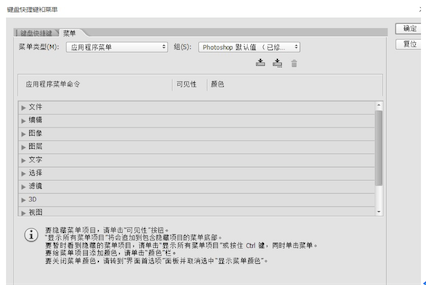 键盘快捷键和菜单
键盘快捷键 菜单
菜单类型(M): 应用程序菜单 组(S): Photoshop 默认值 (已修...
确定
复位
应用程序菜单命令 可见性 颜色
文件
编辑
图像
图层
文字
选择
滤镜
3D
视图
要隐藏菜单项目，请单击“可见性”按钮。
“显示所有菜单项目”将会追加到包含隐藏项目的菜单底部。
要暂时看到隐藏的菜单项目，请单击“显示所有菜单项目”或按住 Ctrl 键，同时单击菜单。
要给菜单项目添加颜色，请单击“颜色”栏。
要关闭菜单颜色，请转到“界面首选项”面板并取消选中“显示菜单颜色”。